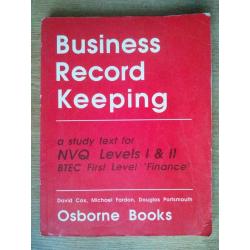 Business
Record
Keeping
a study text for
NVQ Levels I & II
BTEC First Level 'Finance'
David Cox, Michael Fardon, Douglas Portsmouth
Osborne Books